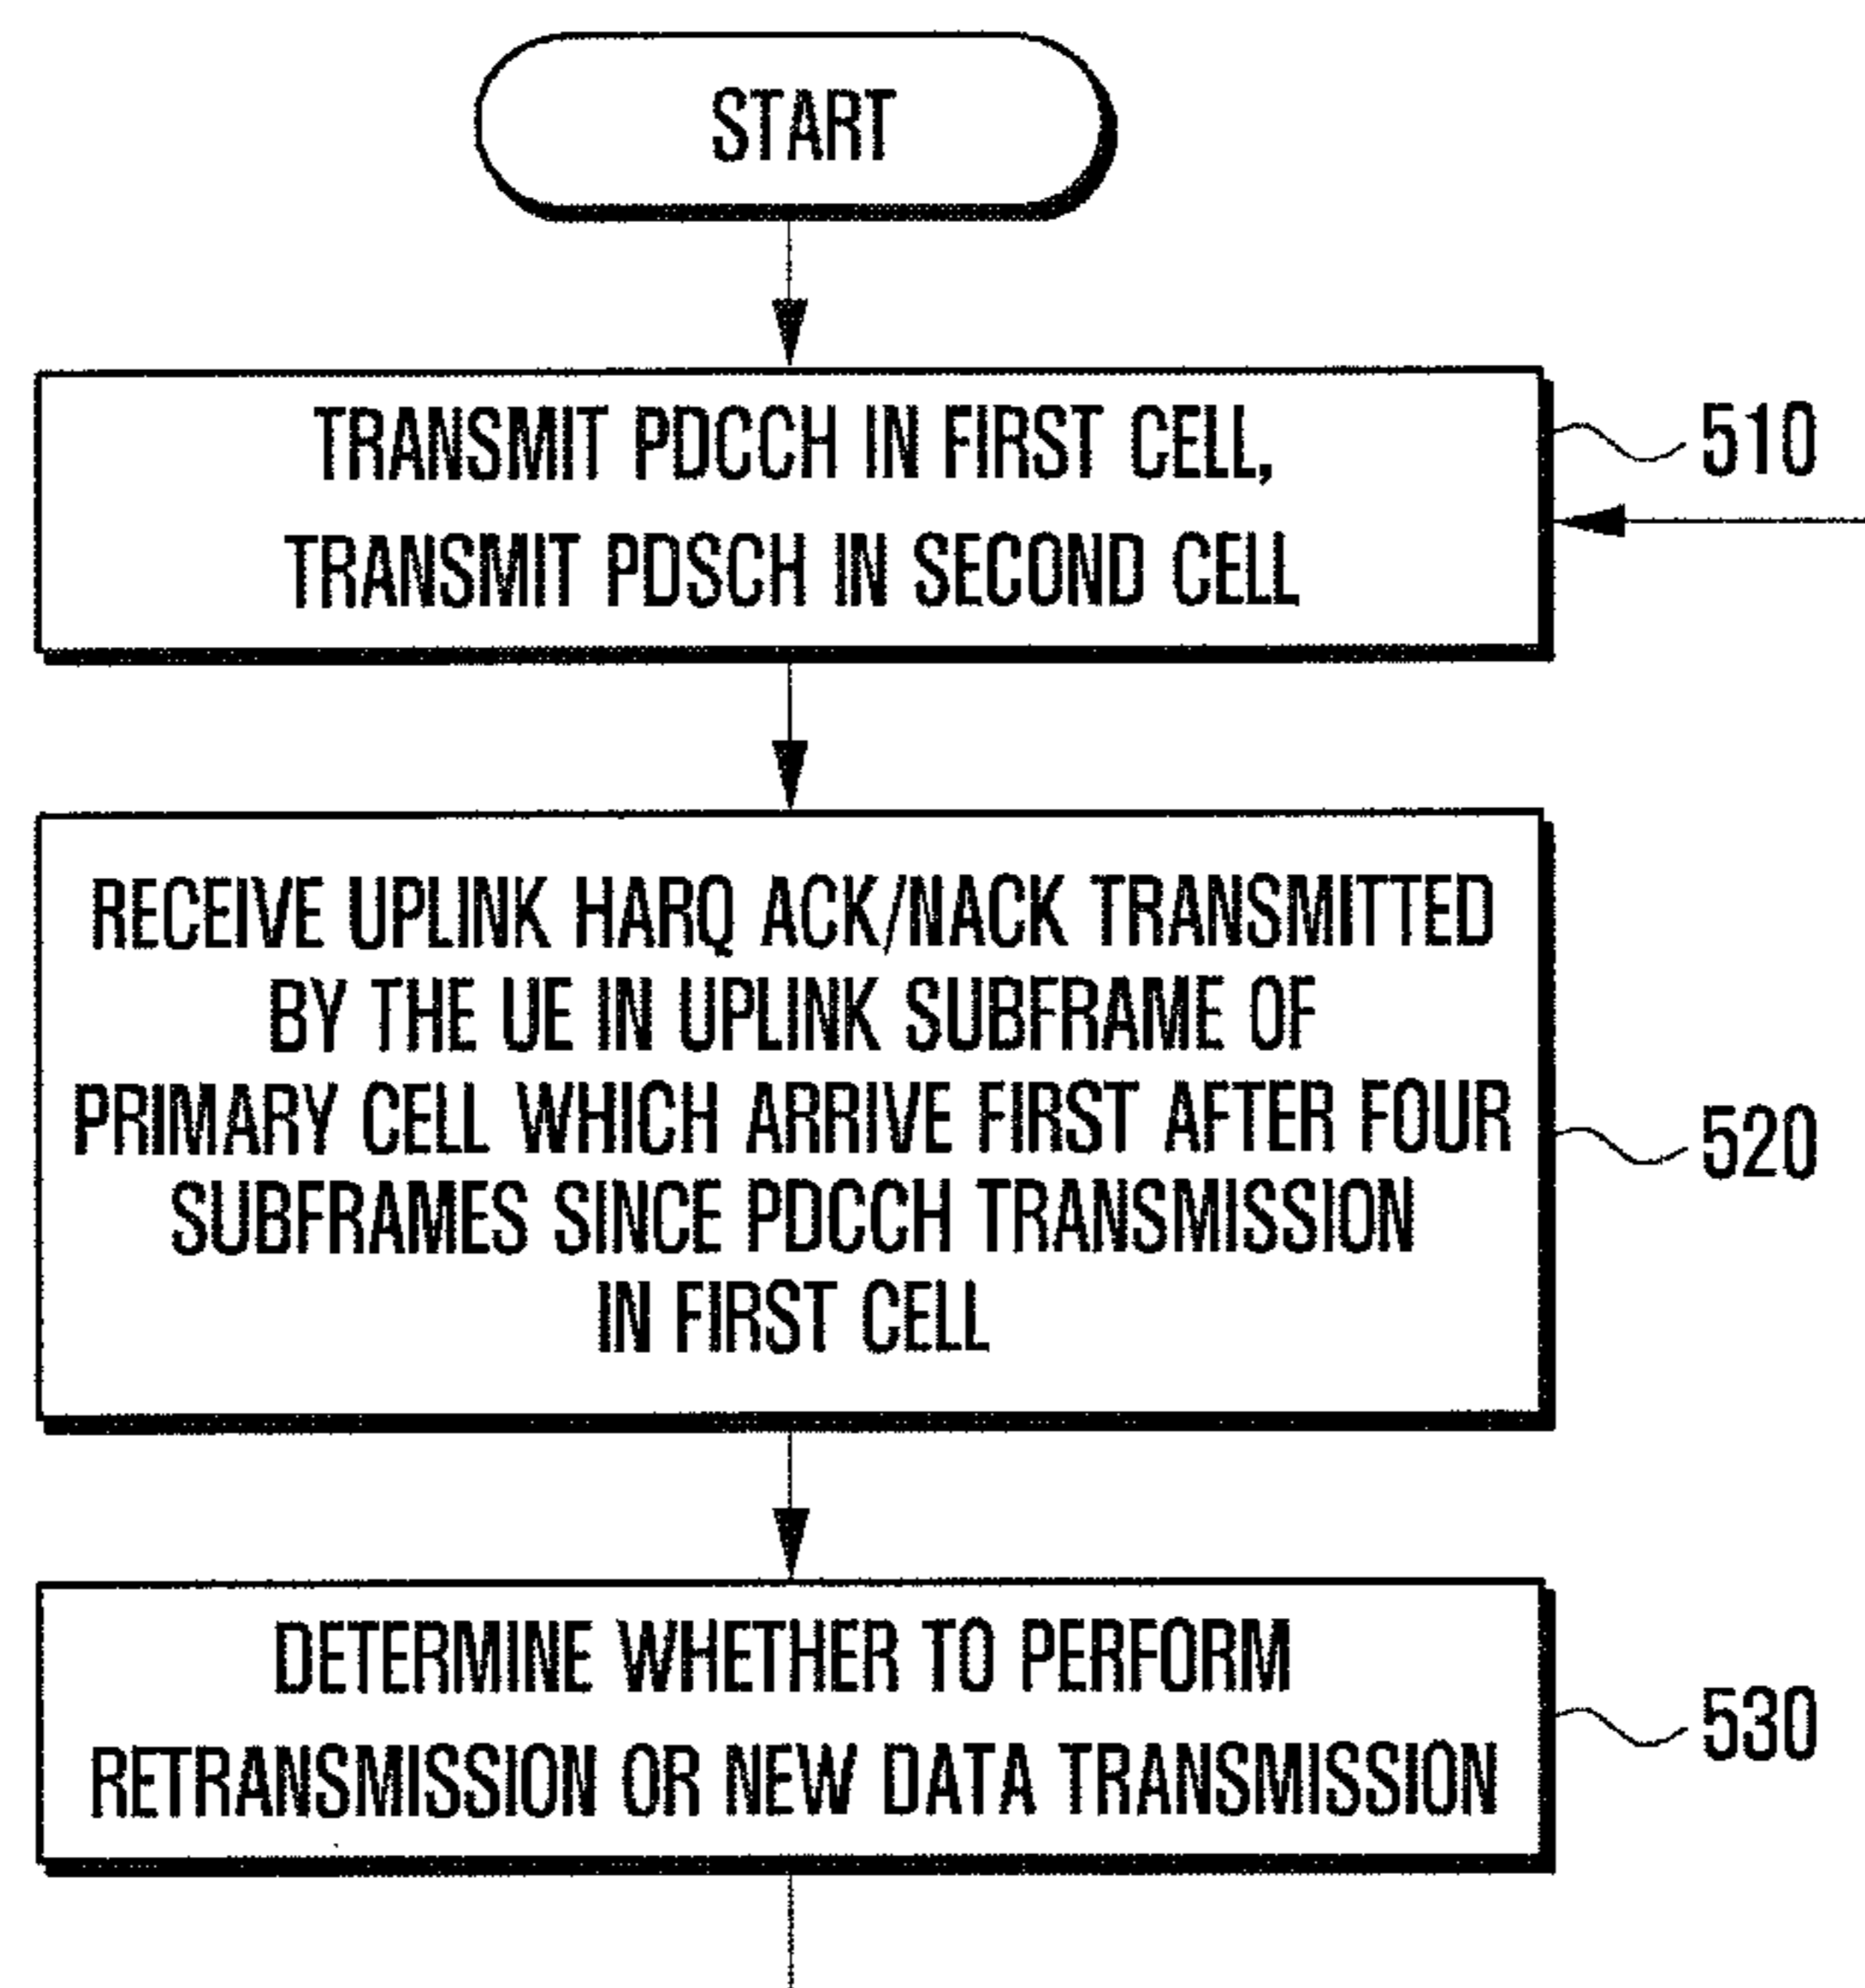 START
TRANSMIT PDCCH IN FIRST CELL,
TRANSMIT PDSCH IN SECOND CELL
510
RECEIVE UPLINK HARQ ACK/NACK TRANSMITTED
BY THE UE IN UPLINK SUBFRAME OF
PRIMARY CELL WHICH ARRIVE FIRST AFTER FOUR
SUBFRAMES SINCE PDCCH TRANSMISSION
IN FIRST CELL
520
DETERMINE WHETHER TO PERFORM
RETRANSMISSION OR NEW DATA TRANSMISSION
530